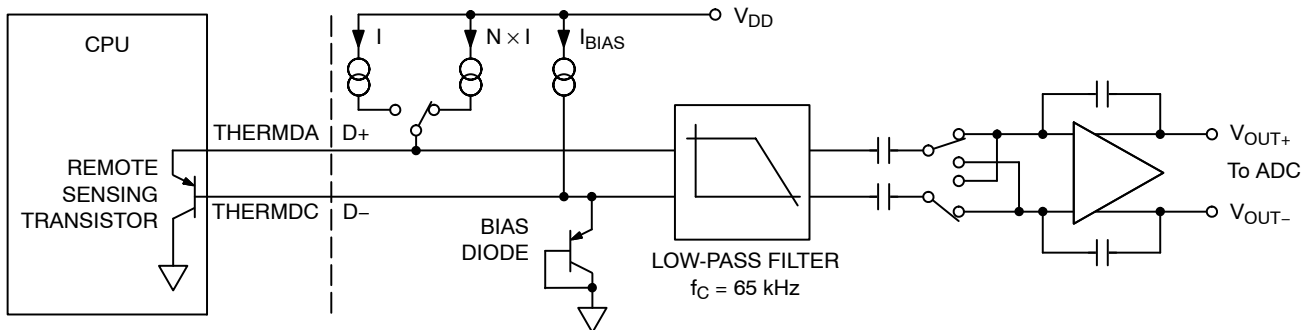 CPU
I
N × I
I_BIAS
V_DD
THERMDA
D+
REMOTE
SENSING
TRANSISTOR
THERMDC
D−
BIAS
DIODE
LOW-PASS FILTER
f_C = 65 kHz
V_OUT+
To ADC
V_OUT−